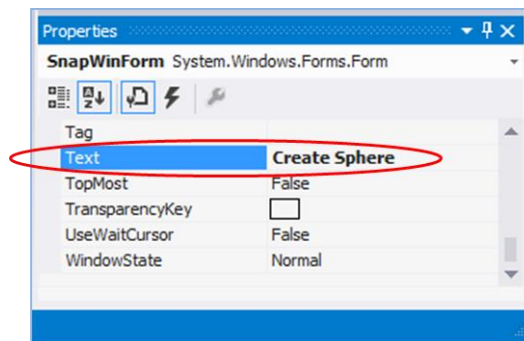 Properties
SnapWinForm System.Windows.Forms.Form
Tag
Text Create Sphere
TopMost False
TransparencyKey
UseWaitCursor False
WindowState Normal